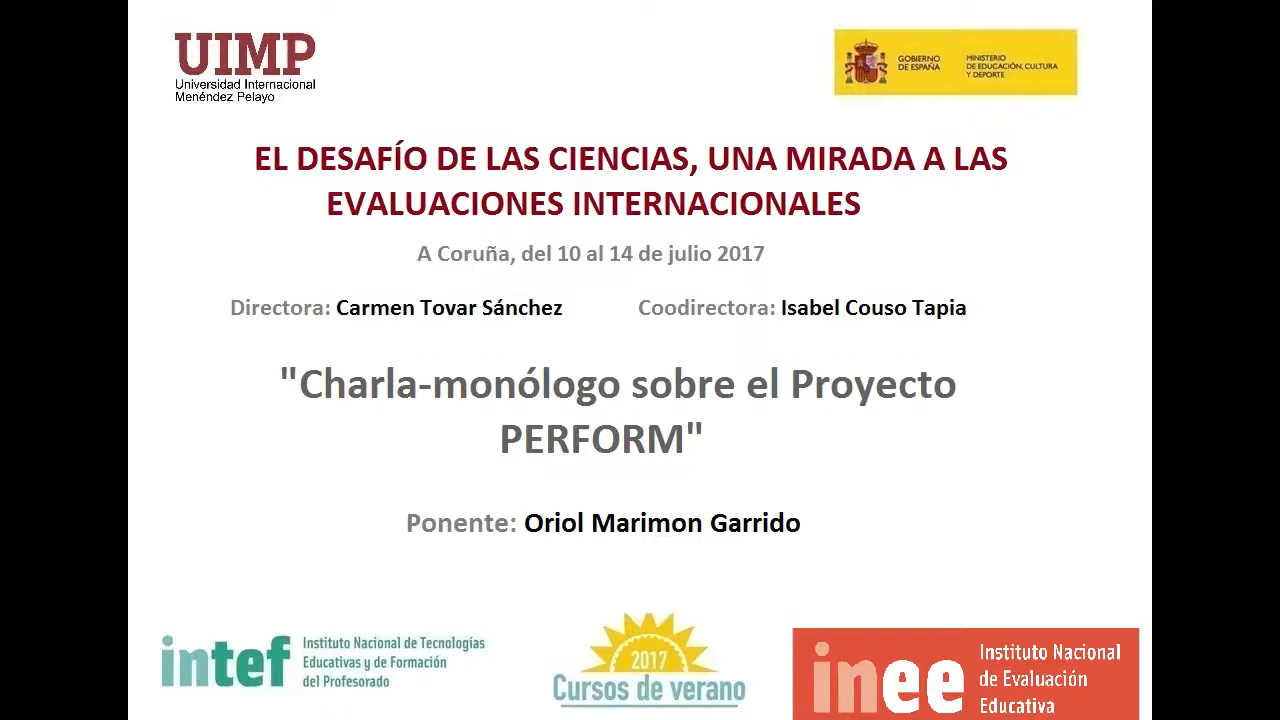 UIMP
Universidad Internacional
Menéndez Pelayo
GOBIERNO
DE ESPAÑA
MINISTERIO
DE EDUCACIÓN, CULTURA
Y DEPORTE
EL DESAFÍO DE LAS CIENCIAS, UNA MIRADA A LAS
EVALUACIONES INTERNACIONALES
A Coruña, del 10 al 14 de julio 2017
Directora: Carmen Tovar Sánchez Coodirectora: Isabel Couso Tapia
"Charla-monólogo sobre el Proyecto
PERFORM"
Ponente: Oriol Marimon Garrido
intef
Instituto Nacional de Tecnologías
Educativas y de Formación
del Profesorado
2017
Cursos de verano
inee
Instituto Nacional
de Evaluación
Educativa